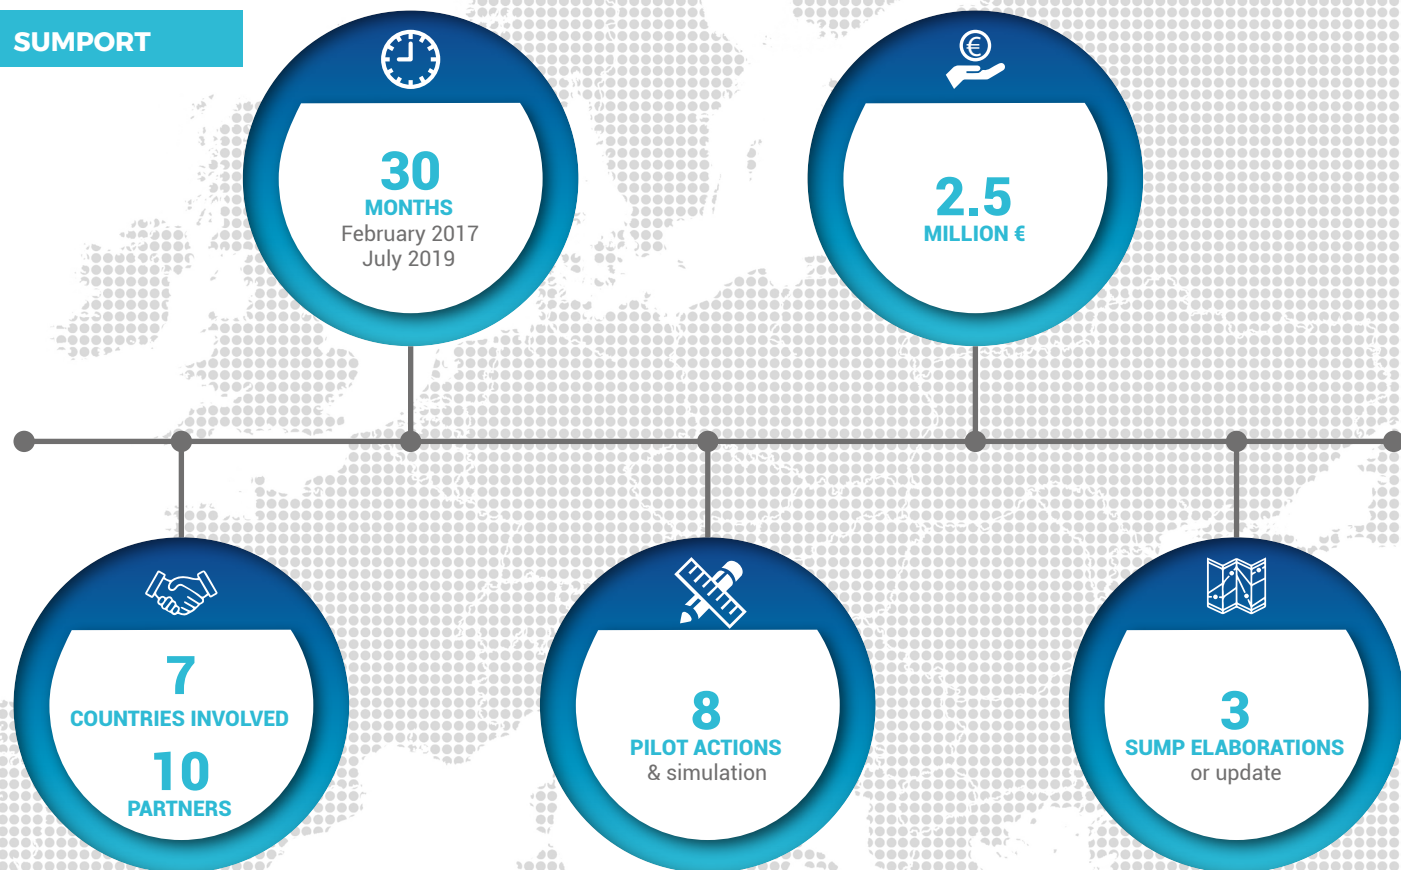 SUMPORT
30
MONTHS
February 2017
July 2019
2.5
MILLION €
7
COUNTRIES INVOLVED
10
PARTNERS
8
PILOT ACTIONS
& simulation
3
SUMP ELABORATIONS
or update